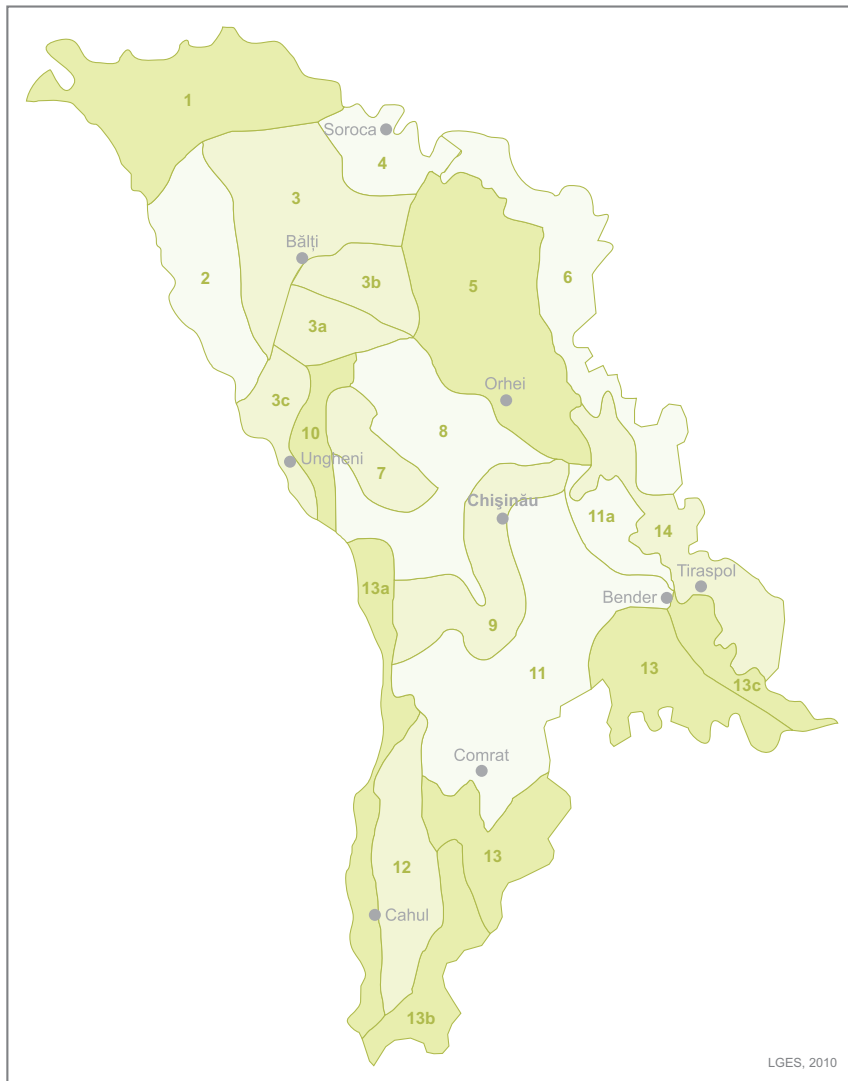 1
Soroca
4
3
Bălți
2
3b
6
5
3a
Orhei
3c
10
8
Ungheni
7
Chişinău
11a
14
Tiraspol
13a
Bender
9
11
13
13c
Comrat
13
12
Cahul
13b
LGES, 2010